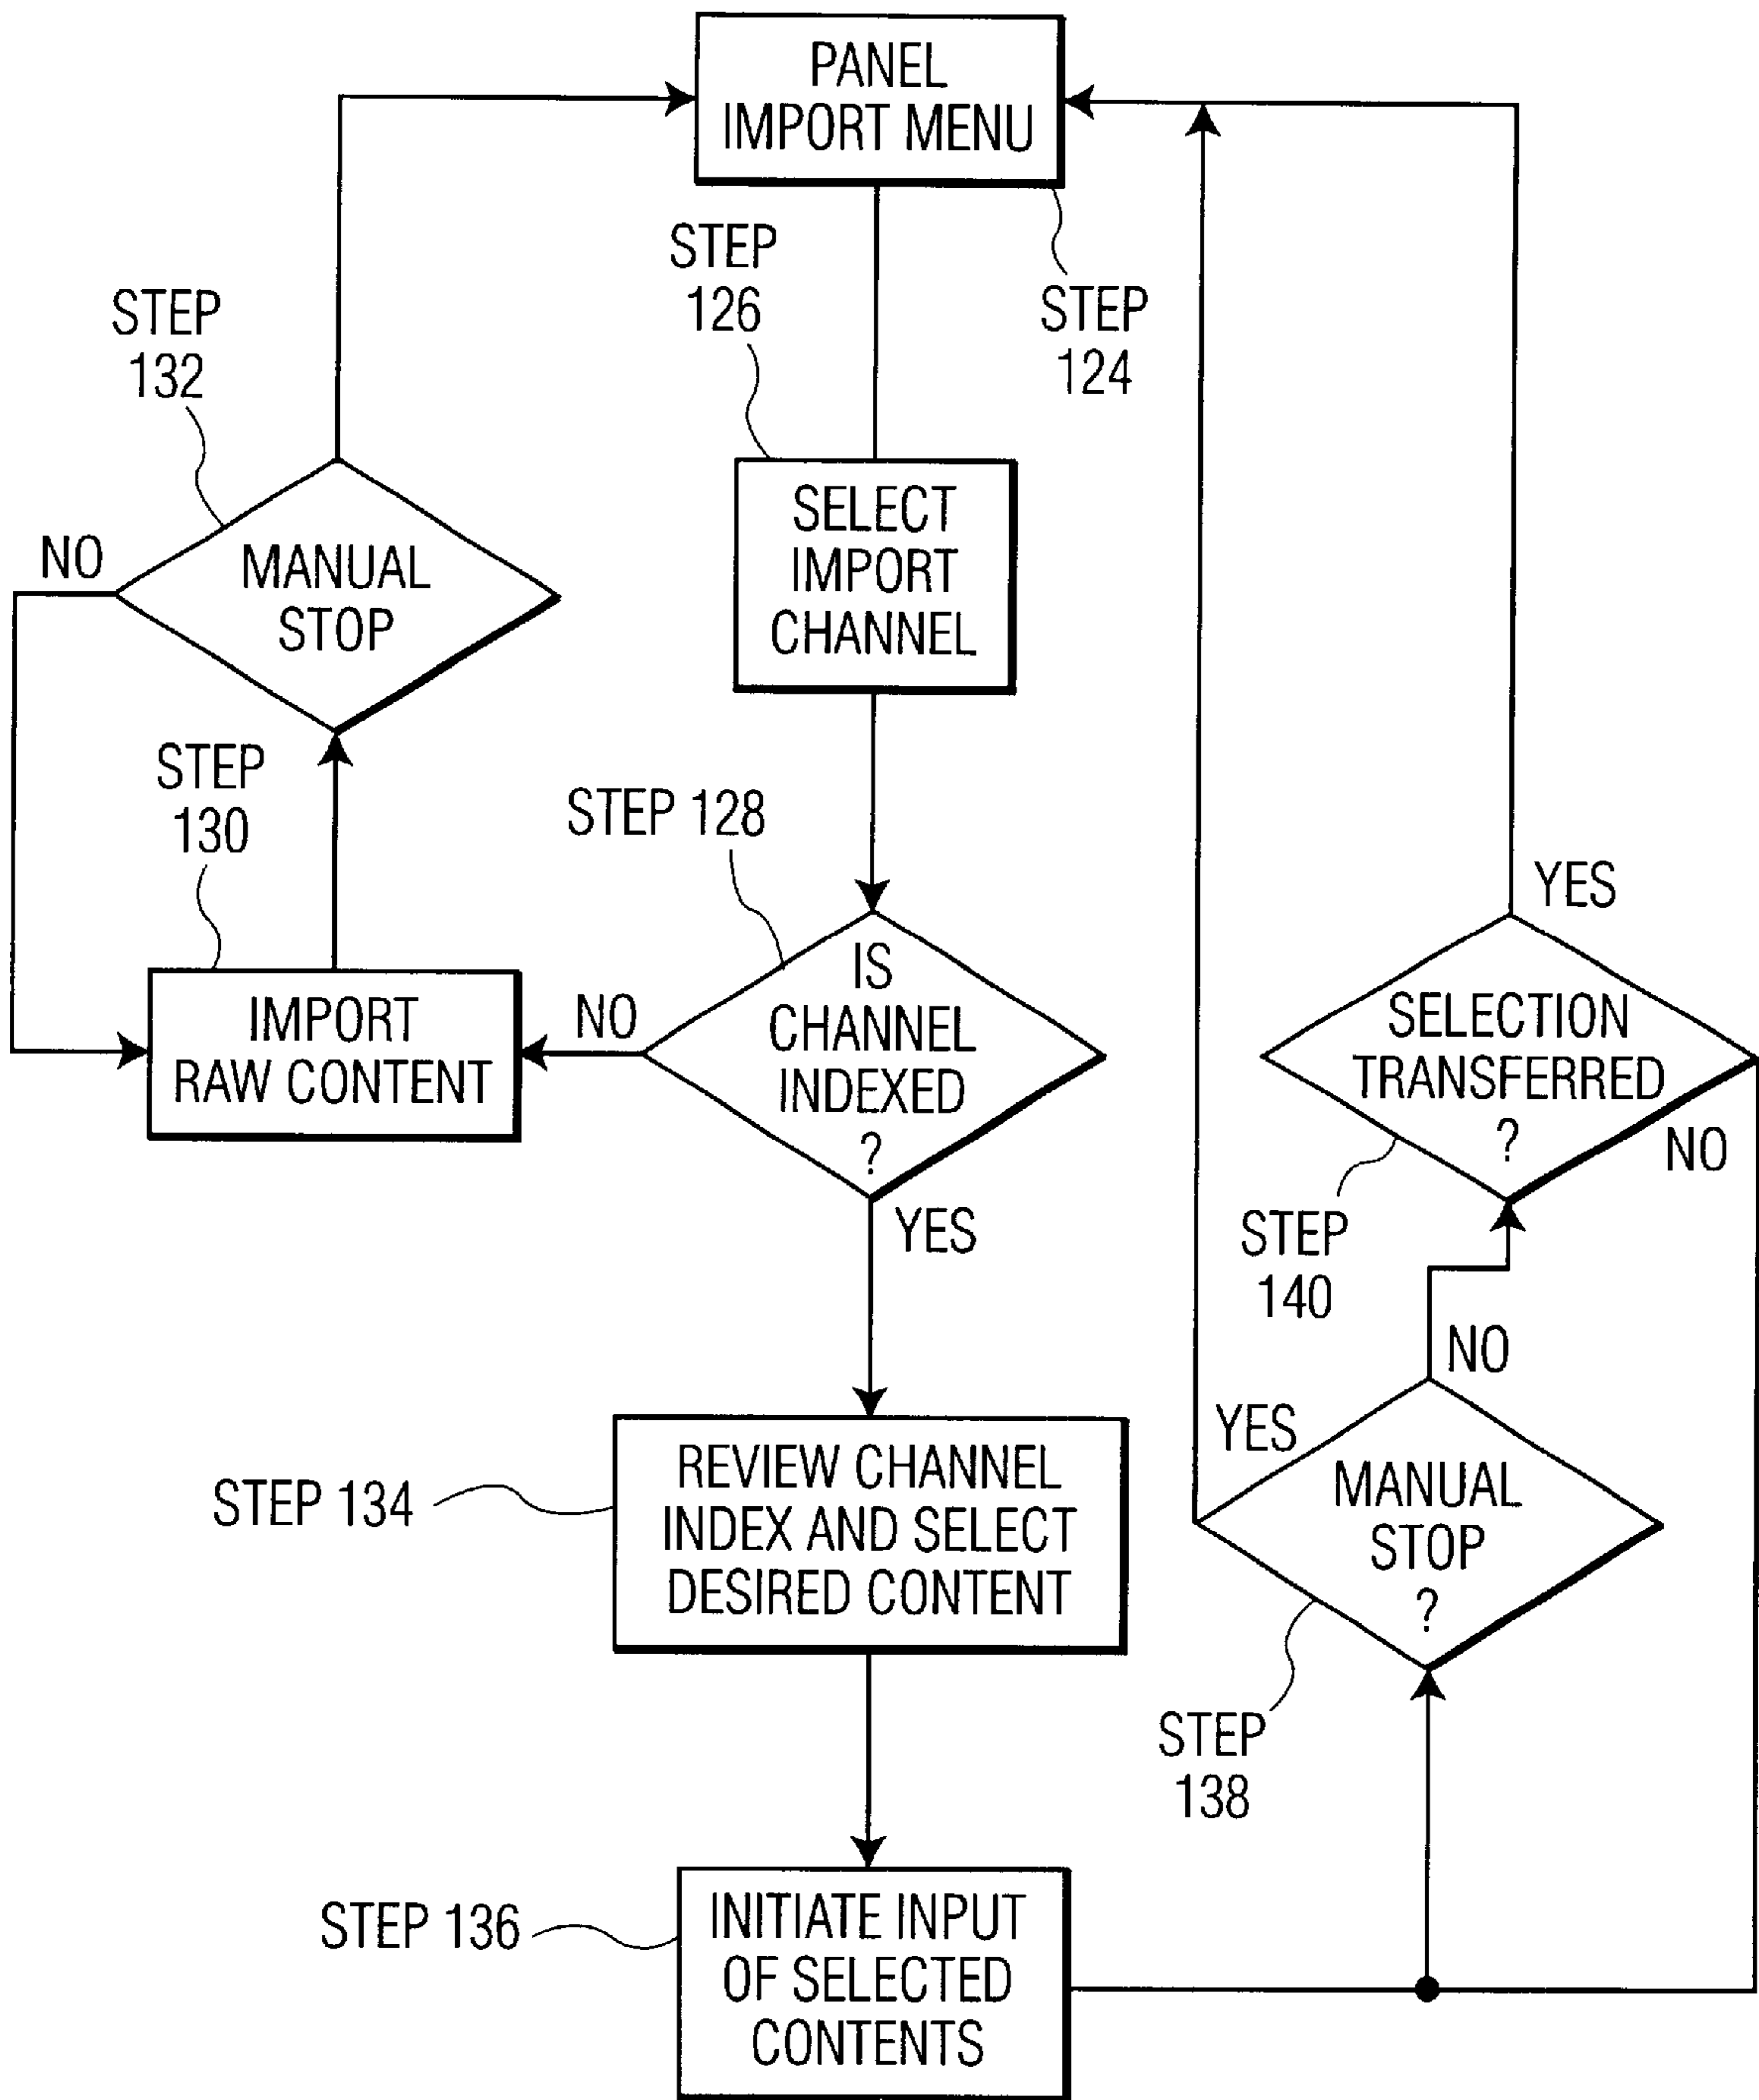 PANEL
IMPORT MENU
STEP
124
STEP
126
STEP
132
SELECT
IMPORT
CHANNEL
NO
MANUAL
STOP
STEP
130
STEP 128
IMPORT
RAW CONTENT
NO
IS
CHANNEL
INDEXED
?
YES
YES
SELECTION
TRANSFERRED
?
NO
STEP
140
NO
YES
MANUAL
STOP
?
STEP
138
STEP 134
REVIEW CHANNEL
INDEX AND SELECT
DESIRED CONTENT
STEP 136
INITIATE INPUT
OF SELECTED
CONTENTS